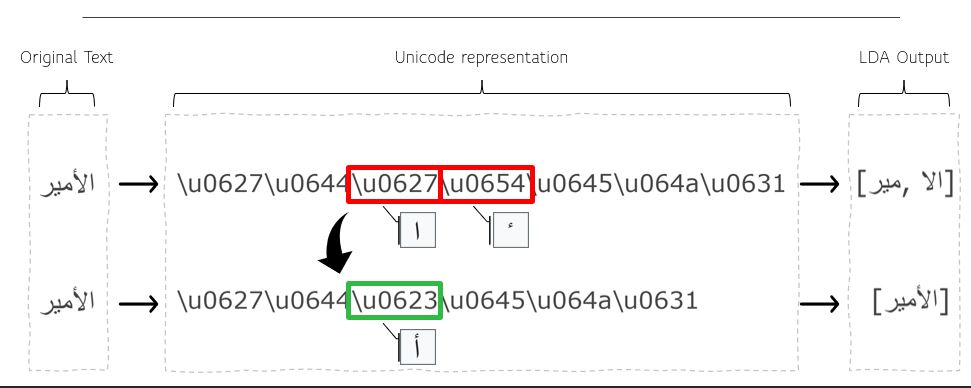 Original Text
Unicode representation
LDA Output
الأمير
\u0627\u0644\u0627\u0654\u0645\u064a\u0631
[الا ,مير]
ا
ٔ
الأمير
\u0627\u0644\u0623\u0645\u064a\u0631
[الأمير]
أ